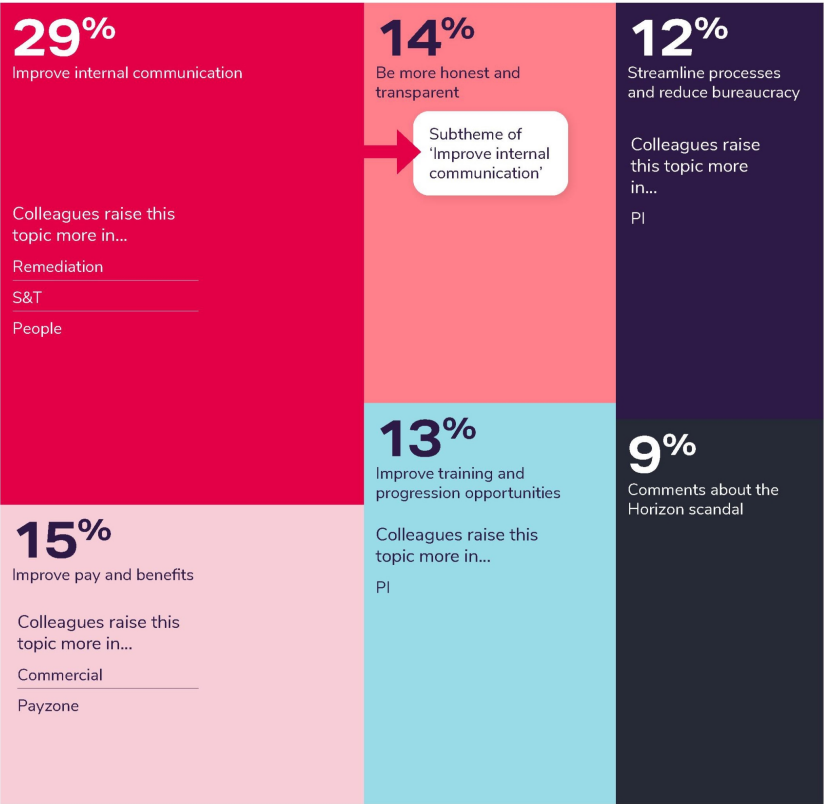 29%
Improve internal communication
Colleagues raise this
topic more in...
Remediation
S&T
People
14%
Be more honest and
transparent
Subtheme of
‘Improve internal
communication’
12%
Streamline processes
and reduce bureaucracy
Colleagues raise
this topic more
in...
PI
15%
Improve pay and benefits
Colleagues raise this
topic more in...
Commercial
Payzone
13%
Improve training and
progression opportunities
Colleagues raise this
topic more in...
PI
9%
Comments about the
Horizon scandal